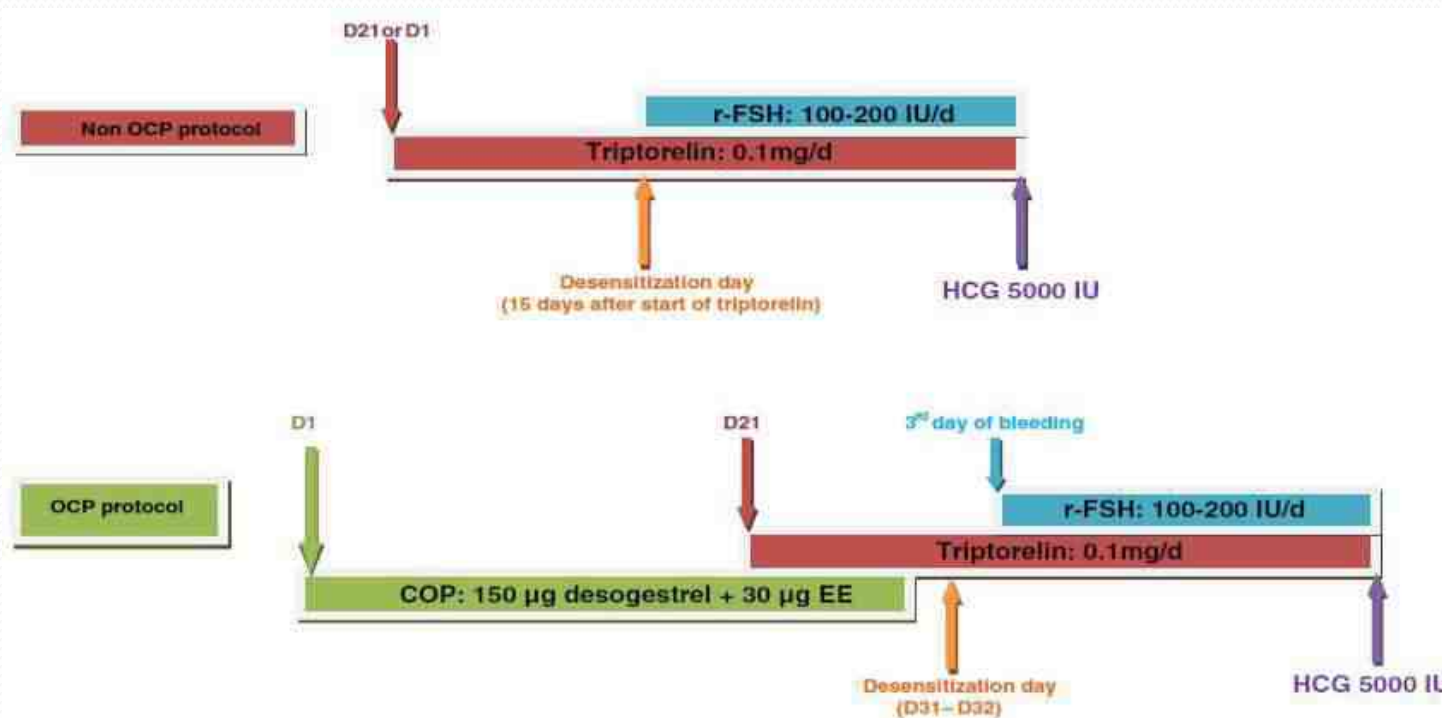 D21 or D1
Non OCP protocol
r-FSH: 100-200 IU/d
Triptorelin: 0.1mg/d
Desensitization day
(15 days after start of triptorelin)
HCG 5000 IU
D1
D21
3rd day of bleeding
OCP protocol
r-FSH: 100-200 IU/d
Triptorelin: 0.1mg/d
COP: 150 µg desogestrel + 30 µg EE
Desensitization day
(D31– D32)
HCG 5000 IU